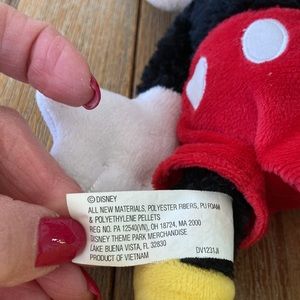 ©DISNEY
ALL NEW MATERIALS, POLYESTER FIBERS, PU FOAM
& POLYETHYLENE PELLETS
REG NO. PA 12540(VN), OH 18724, MA 2000
DISNEY THEME PARK MERCHANDISE
LAKE BUENA VISTA, FL 32830
PRODUCT OF VIETNAM DV1231JI